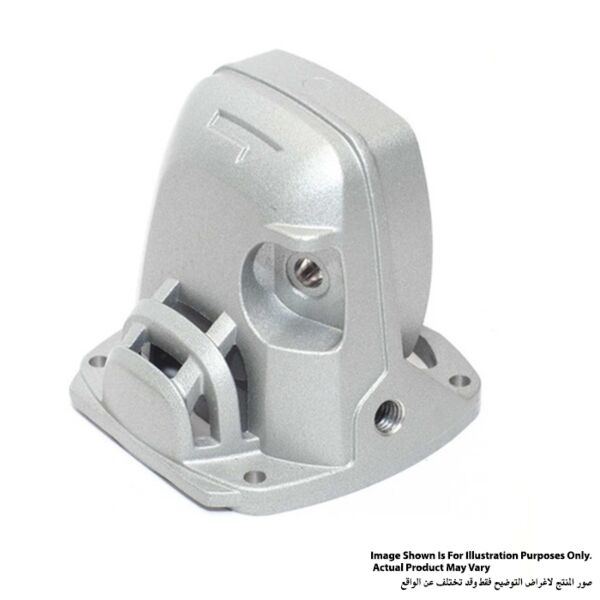 Image Shown Is For Illustration Purposes Only.
Actual Product May Vary
صور المنتج لاغراض التوضيح فقط وقد تختلف عن الواقع